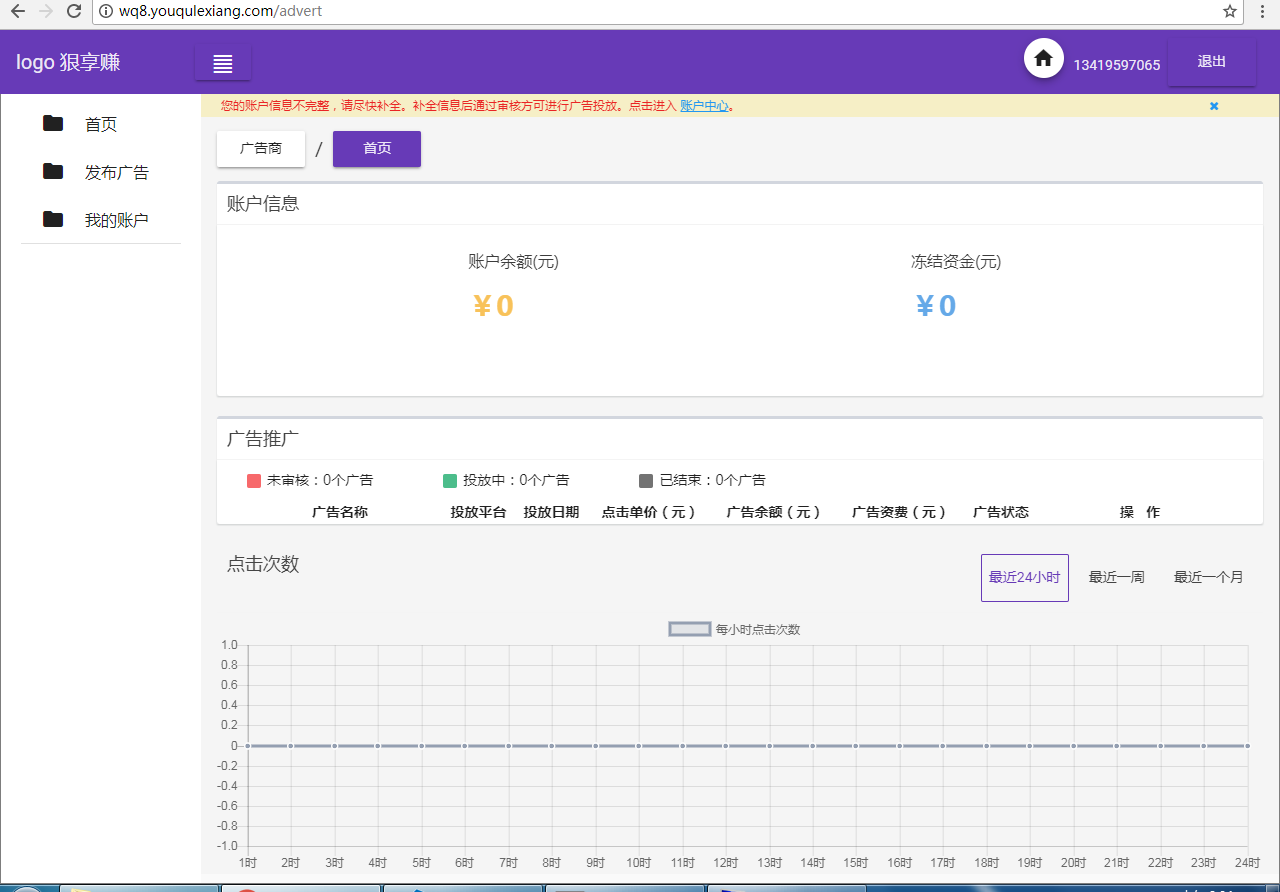 wq8.youqulexiang.com/advert
logo 狠享赚
13419597065
退出
首页
发布广告
我的账户
您的账户信息不完整，请尽快补全。补全信息后通过审核方可进行广告投放。点击进入 账户中心。
广告商 / 首页
账户信息
账户余额(元) 冻结资金(元)
¥0 ¥0
广告推广
未审核：0个广告 投放中：0个广告 已结束：0个广告
广告名称 投放平台 投放日期 点击单价（元） 广告余额（元） 广告资费（元） 广告状态 操 作
点击次数
最近24小时 最近一周 最近一个月
每小时点击次数
1.0
0.8
0.6
0.4
0.2
0
-0.2
-0.4
-0.6
-0.8
-1.0
1时 2时 3时 4时 5时 6时 7时 8时 9时 10时 11时 12时 13时 14时 15时 16时 17时 18时 19时 20时 21时 22时 23时 24时